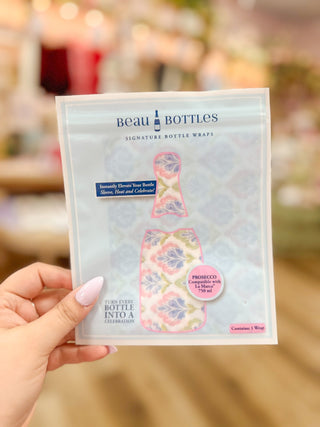 BEAU BOTTLES
SIGNATURE BOTTLE WRAPS
Instantly Elevate Your Bottle
Sleeve, Heat and Celebrate!
PROSECCO
Compatible with
La Marca®
750 ml
TURN EVERY
BOTTLE
INTO A
CELEBRATION
Contains: 1 Wrap